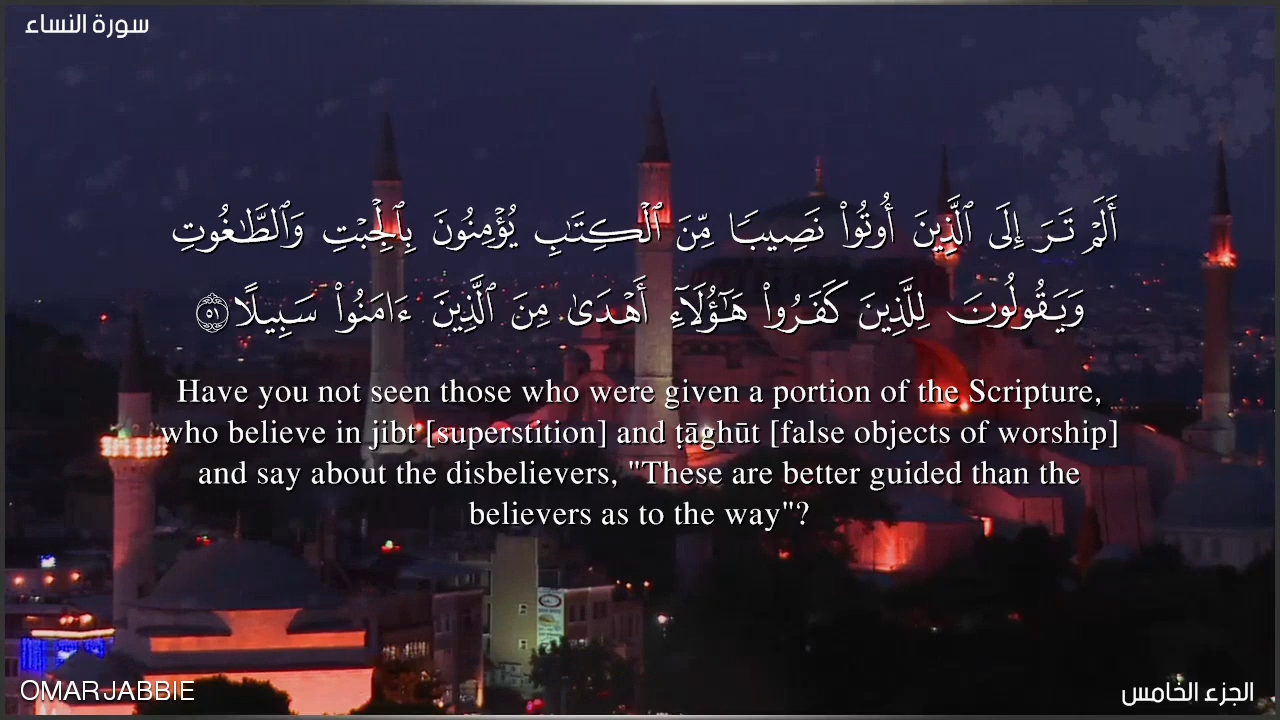 سورة النساء
أَلَمْ تَرَ إِلَى ٱلَّذِينَ أُوتُوا۟ نَصِيبًا مِّنَ ٱلْكِتَـٰبِ يُؤْمِنُونَ بِٱلْجِبْتِ وَٱلطَّـٰغُوتِ
وَيَقُولُونَ لِلَّذِينَ كَفَرُوا۟ هَـٰٓؤُلَآءِ أَهْدَىٰ مِنَ ٱلَّذِينَ ءَامَنُوا۟ سَبِيلًا ٥١
Have you not seen those who were given a portion of the Scripture,
who believe in jibt [superstition] and ṭāghūt [false objects of worship]
and say about the disbelievers, "These are better guided than the
believers as to the way"?
OMAR JABBIE
الجزء الخامس